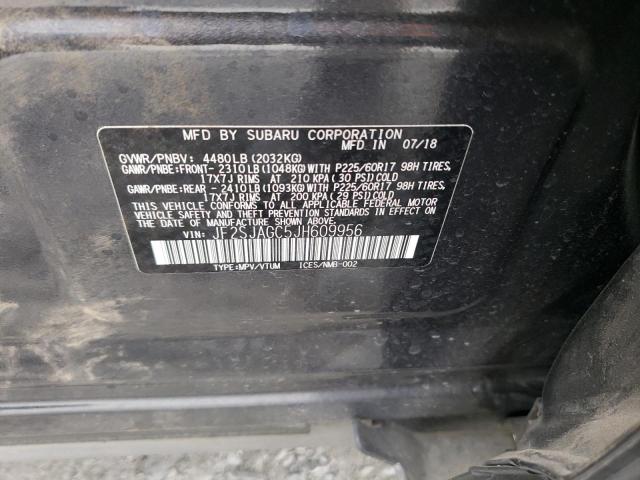 MFD BY SUBARU CORPORATION
MFD IN 07/18
GVWR/PNBV: 4480LB(2032KG)
GAWR/PNBE:FRONT-2310LB(1048KG)WITH P225/60R17 98H TIRES,
17X7J RIMS AT 210 KPA(30 PSI)COLD
GAWR/PNBE:REAR -2410LB(1093KG)WITH P225/60R17 98H TIRES,
17X7J RIMS AT 200 KPA(29 PSI)COLD
THIS VEHICLE CONFORMS TO ALL APPLICABLE FEDERAL MOTOR
VEHICLE SAFETY AND THEFT PREVENTION STANDARDS IN EFFECT ON
THE DATE OF MANUFACTURE SHOWN ABOVE.
VIN: JF2SJAGC5JH609956
TYPE:MPV/VTUM ICES/NMB-002